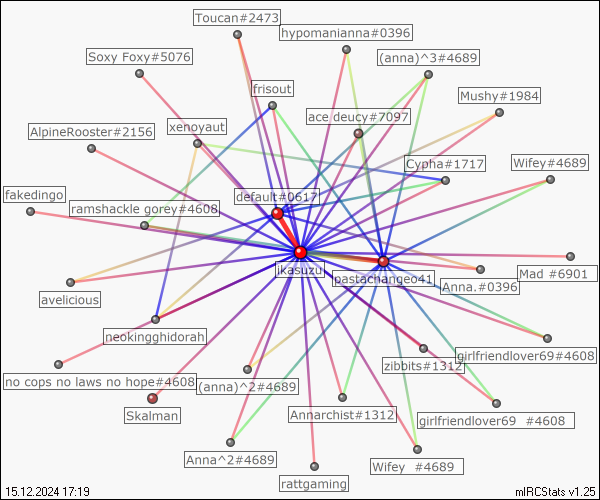 Toucan#2473
hypomanianna#0396
Soxy Foxy#5076
(anna)^3#4689
frisout
Mushy#1984
ace deucy#7097
xenoyaut
AlpineRooster#2156
Cypha#1717
Wifey#4689
fakedingo
default#0617
ramshackle gorey#4608
jkasuzu
pastachangeo41
Mad #6901
Anna.#0396
avelicious
neokingghidorah
girlfriendlover69#4608
zibbits#1312
no cops no laws no hope#4608
(anna)^2#4689
Skalman
Annarchist#1312
girlfriendlover69 #4608
Anna^2#4689
Wifey #4689
rattgaming
15.12.2024 17:19
mIRCStats v1.25